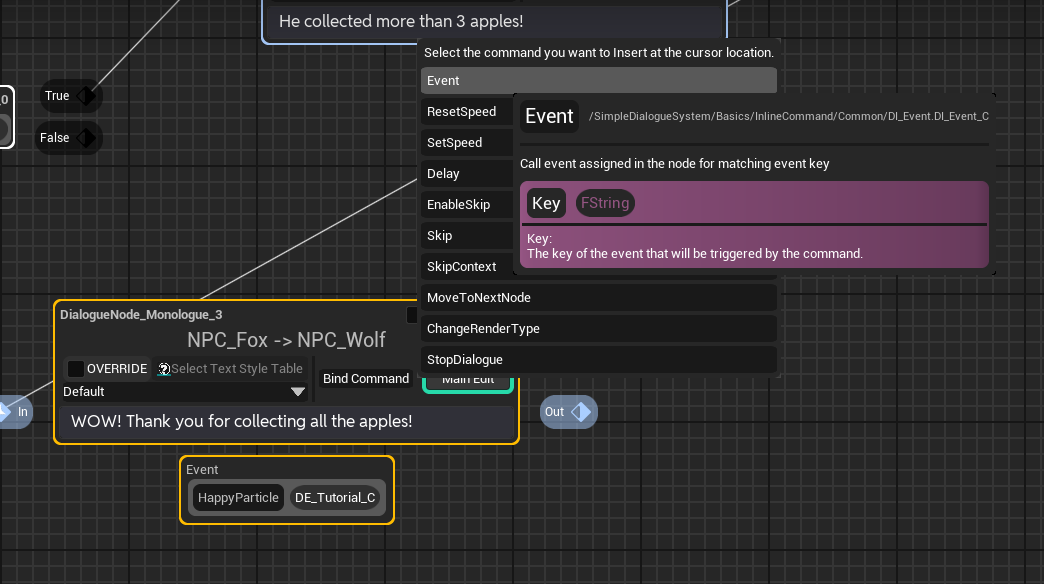 He collected more than 3 apples!
Select the command you want to Insert at the cursor location.
Event
ResetSpeed
SetSpeed
Delay
EnableSkip
Skip
SkipContext
MoveToNextNode
ChangeRenderType
StopDialogue
Event /SimpleDialogueSystem/Basics/InlineCommand/Common/DI_Event.DI_Event_C
Call event assigned in the node for matching event key
Key FString
Key:
The key of the event that will be triggered by the command.
_0
True
False
DialogueNode_Monologue_3
NPC_Fox -> NPC_Wolf
OVERRIDE ? Select Text Style Table
Default
Bind Command
Main Edit
In
WOW! Thank you for collecting all the apples!
Out
Event
HappyParticle DE_Tutorial_C